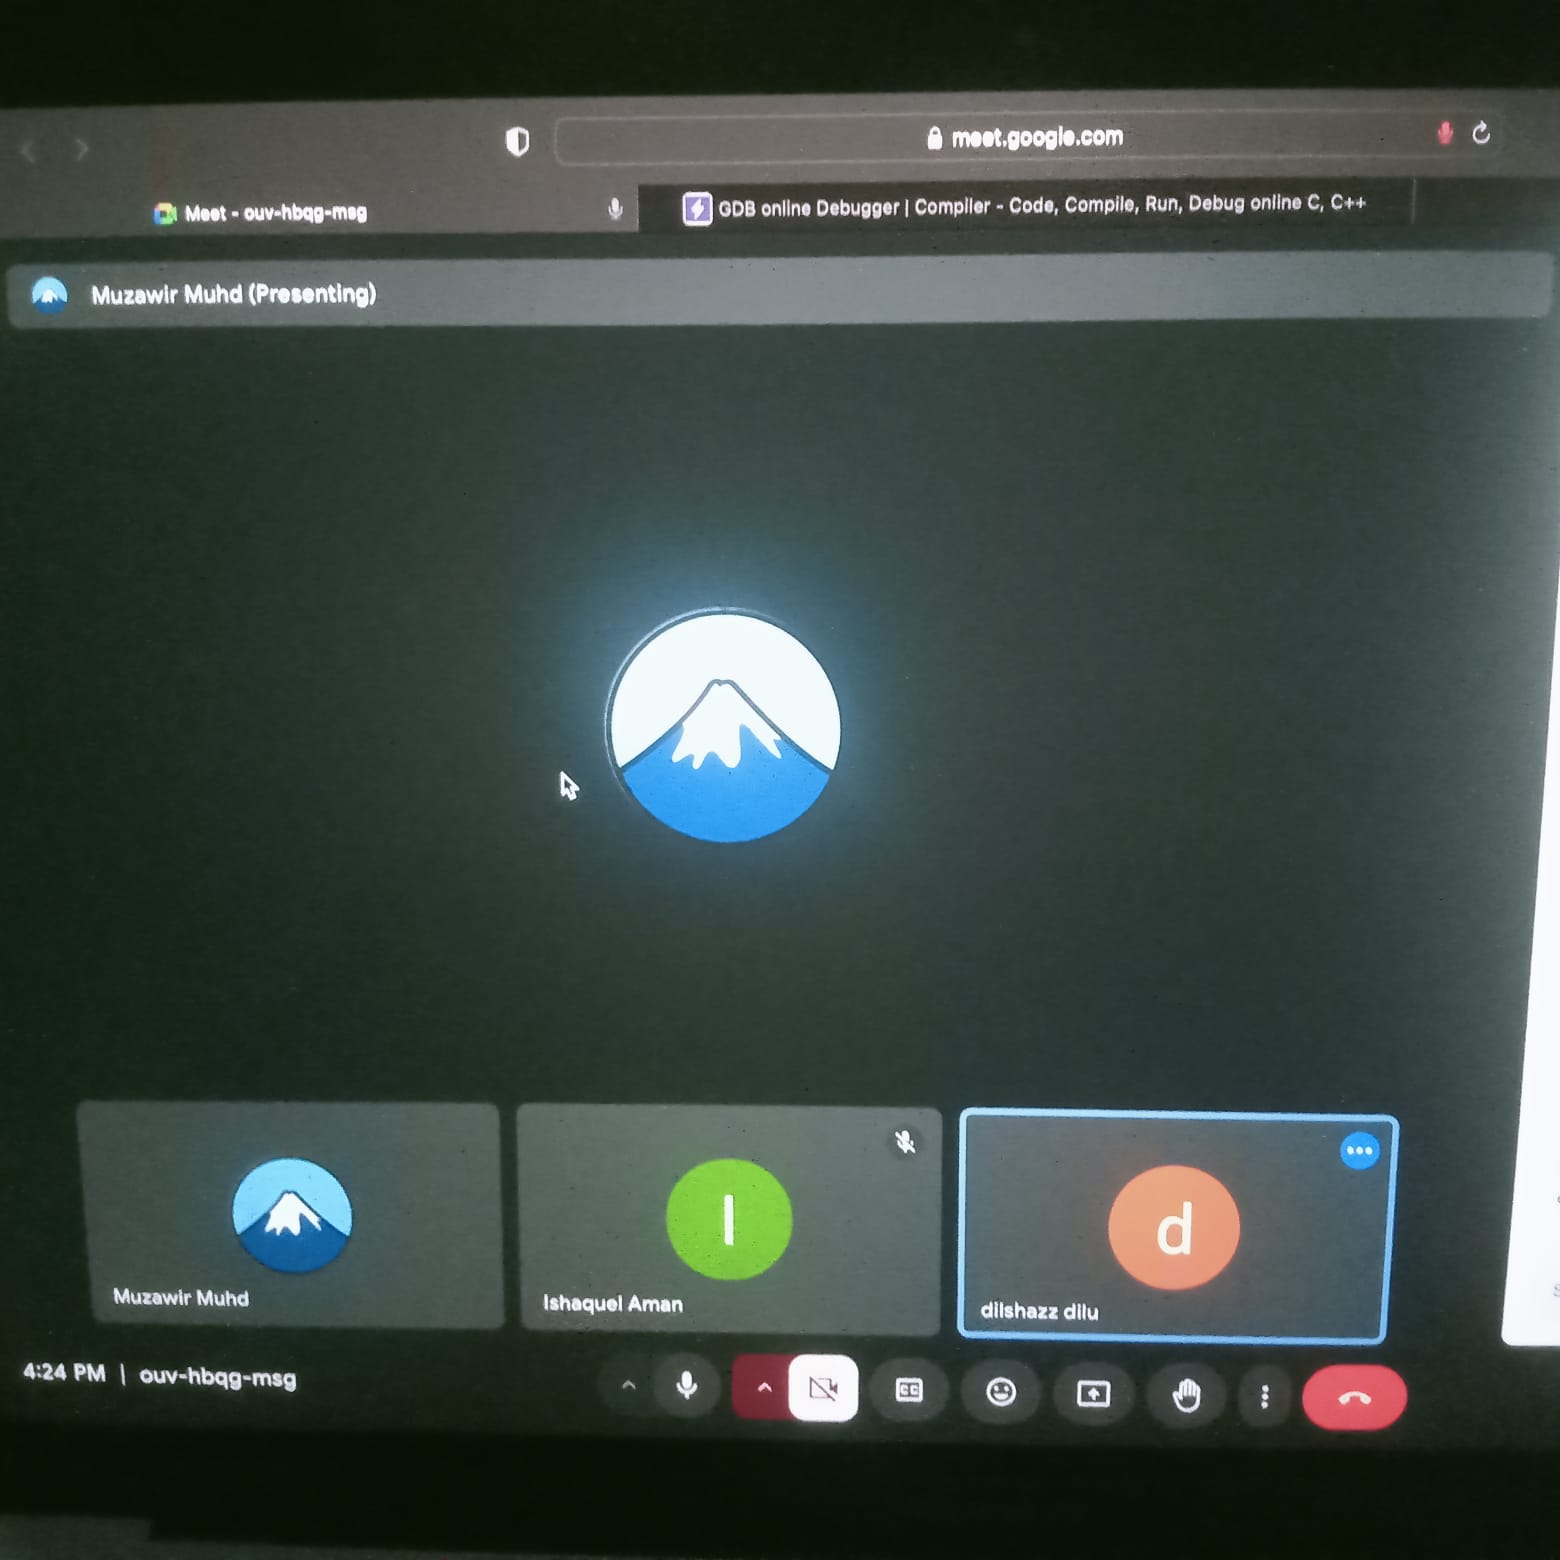 meet.google.com
Meet - ouv-hbqg-msg
GDB online Debugger | Compiler - Code, Compile, Run, Debug online C, C++
Muzawir Muhd (Presenting)
I
d
Muzawir Muhd
Ishaquel Aman
dilshazz dilu
4:24 PM | ouv-hbqg-msg
CC